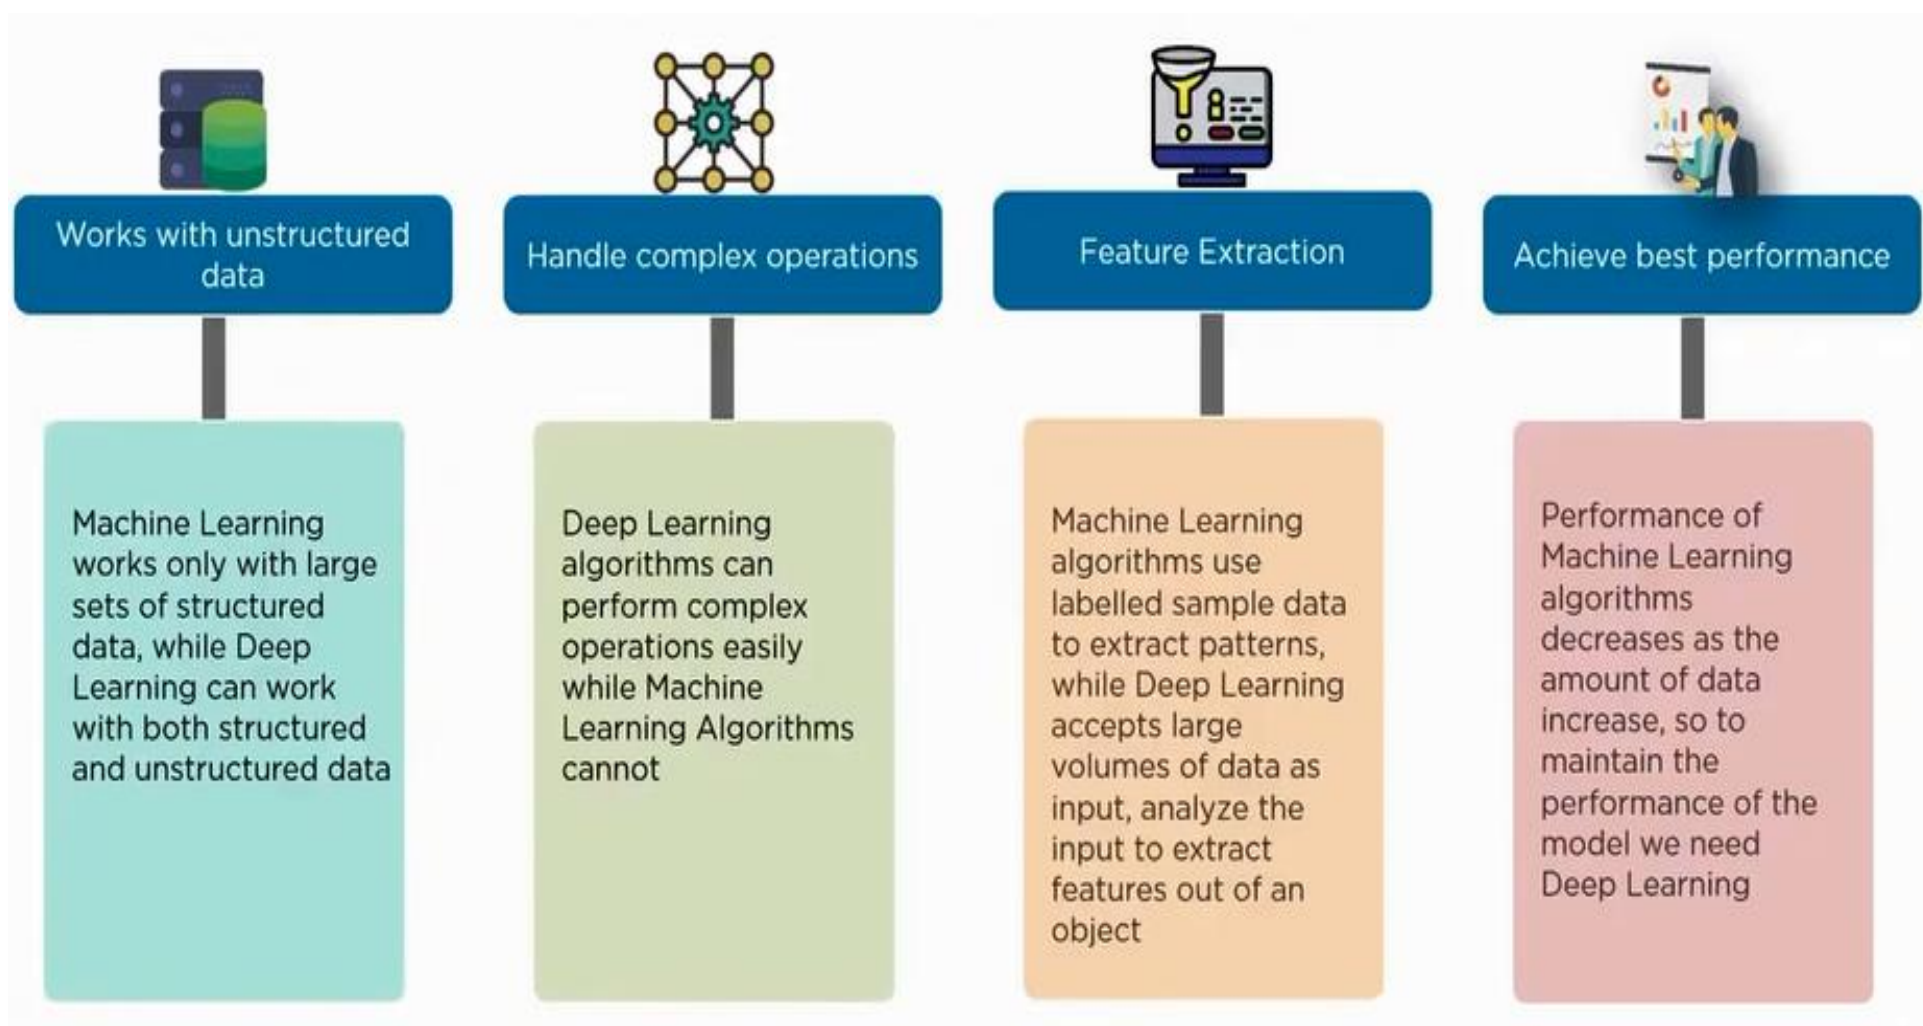 Works with unstructured
data
Machine Learning
works only with large
sets of structured
data, while Deep
Learning can work
with both structured
and unstructured data
Handle complex operations
Deep Learning
algorithms can
perform complex
operations easily
while Machine
Learning Algorithms
cannot
Feature Extraction
Machine Learning
algorithms use
labelled sample data
to extract patterns,
while Deep Learning
accepts large
volumes of data as
input, analyze the
input to extract
features out of an
object
Achieve best performance
Performance of
Machine Learning
algorithms
decreases as the
amount of data
increase, so to
maintain the
performance of the
model we need
Deep Learning